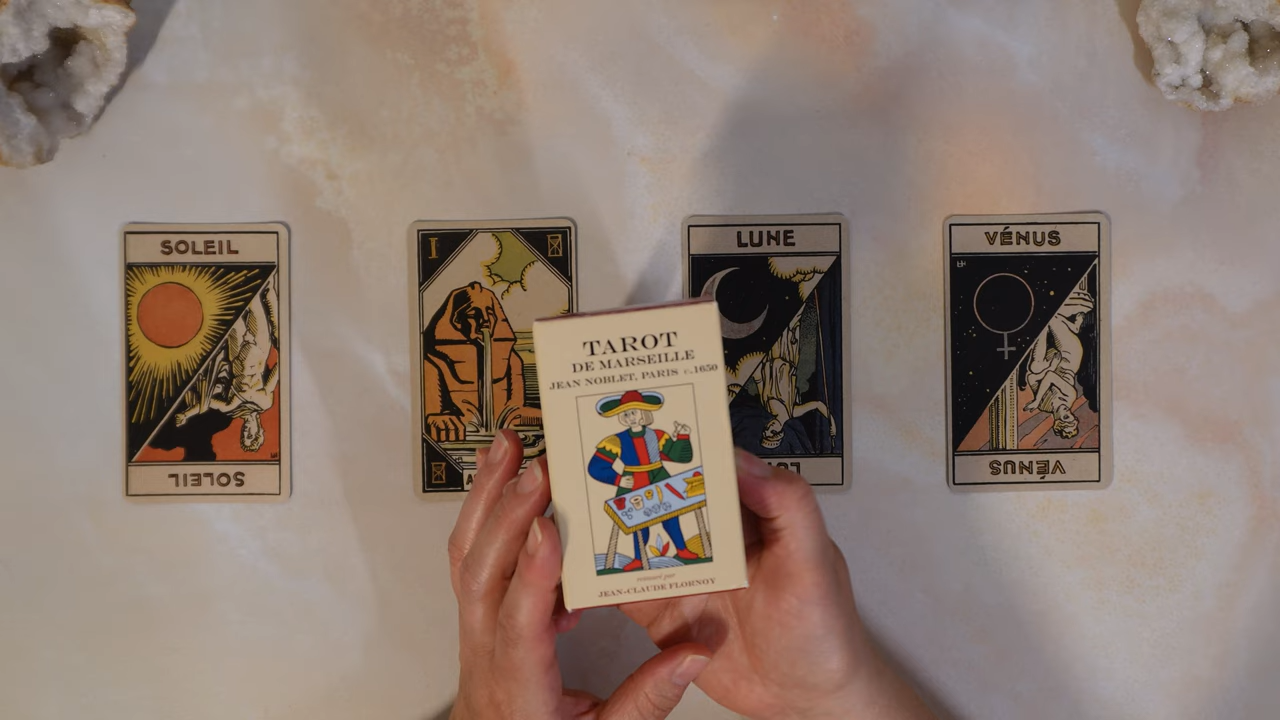 SOLEIL
SOLEIL
I
LUNE
VÉNUS
VÉNUS
TAROT
DE MARSEILLE
JEAN NOBLET, PARIS c.1650
restauré par
JEAN-CLAUDE FLORNOY